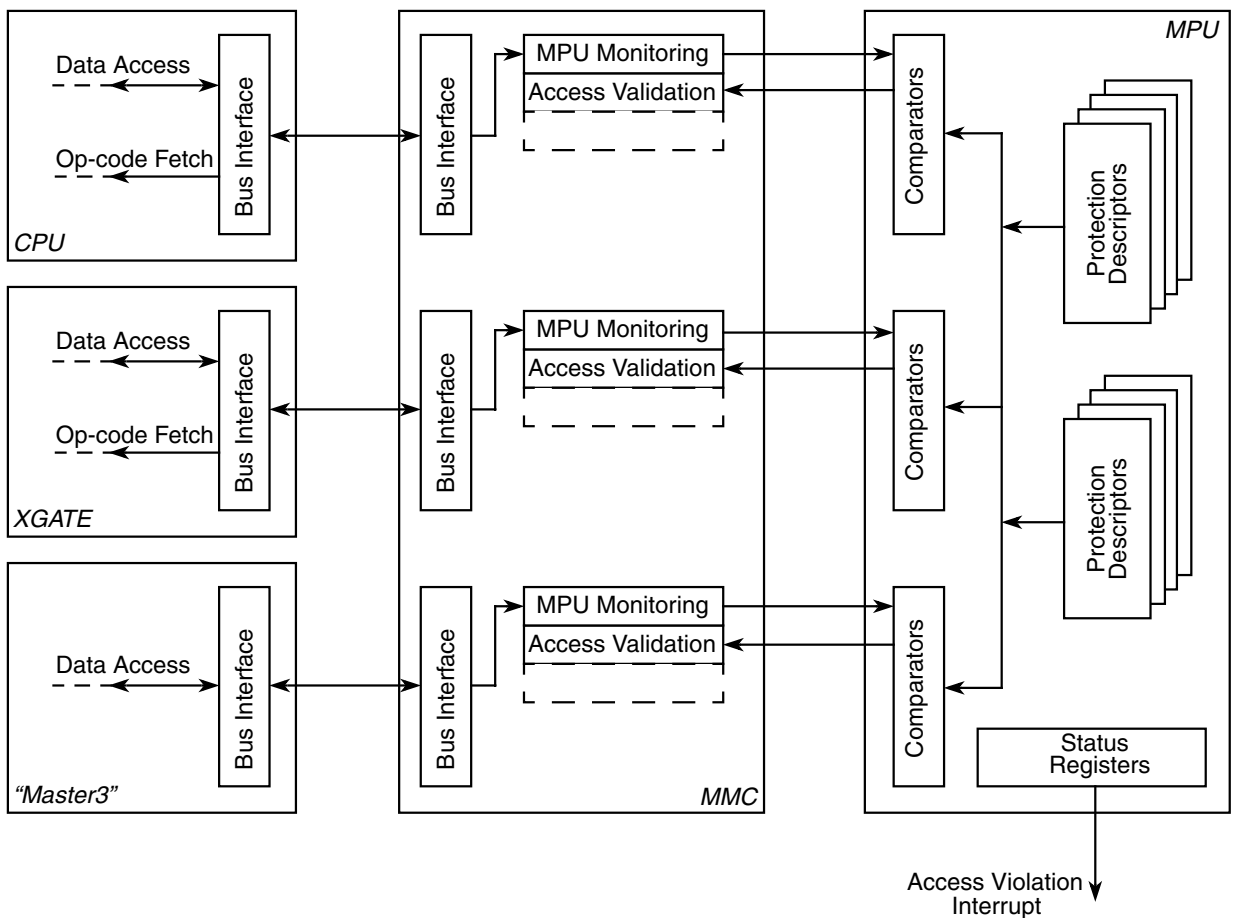 MPU
Data Access
Bus Interface
Op-code Fetch
CPU
Bus Interface
MPU Monitoring
Access Validation
Comparators
Protection
Descriptors
Data Access
Bus Interface
Op-code Fetch
XGATE
Bus Interface
MPU Monitoring
Access Validation
Comparators
Protection
Descriptors
Data Access
Bus Interface
“Master3”
Bus Interface
MPU Monitoring
Access Validation
MMC
Comparators
Status
Registers
Access Violation
Interrupt